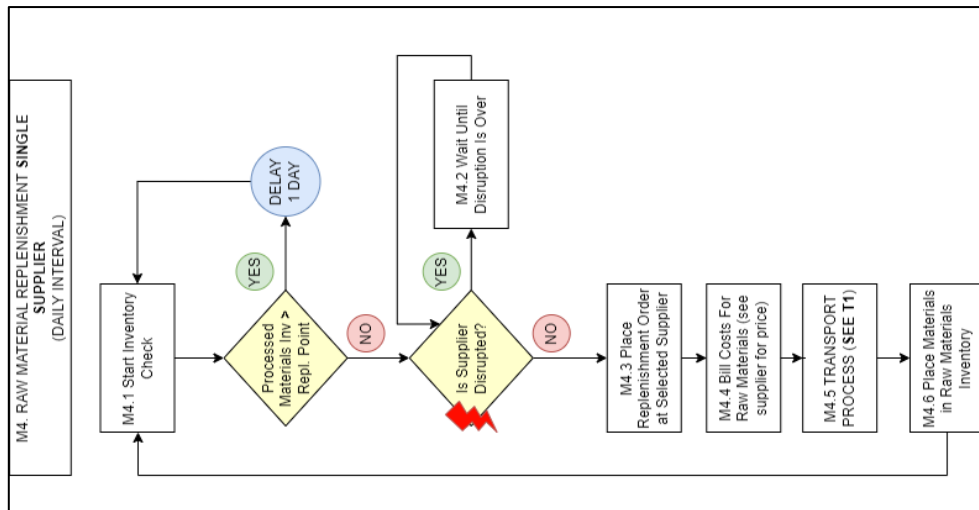 M4. RAW MATERIAL REPLENISHMENT SINGLE
SUPPLIER
(DAILY INTERVAL)
M4.1 Start Inventory
Check
Processed
Materials Inv >
Repl. Point
YES
DELAY
1 DAY
NO
Is Supplier
Disrupted?
YES
M4.2 Wait Until
Disruption Is Over
NO
M4.3 Place
Replenishment Order
at Selected Supplier
M4.4 Bill Costs For
Raw Materials (see
supplier for price)
M4.5 TRANSPORT
PROCESS (SEE T1)
M4.6 Place Materials
in Raw Materials
Inventory